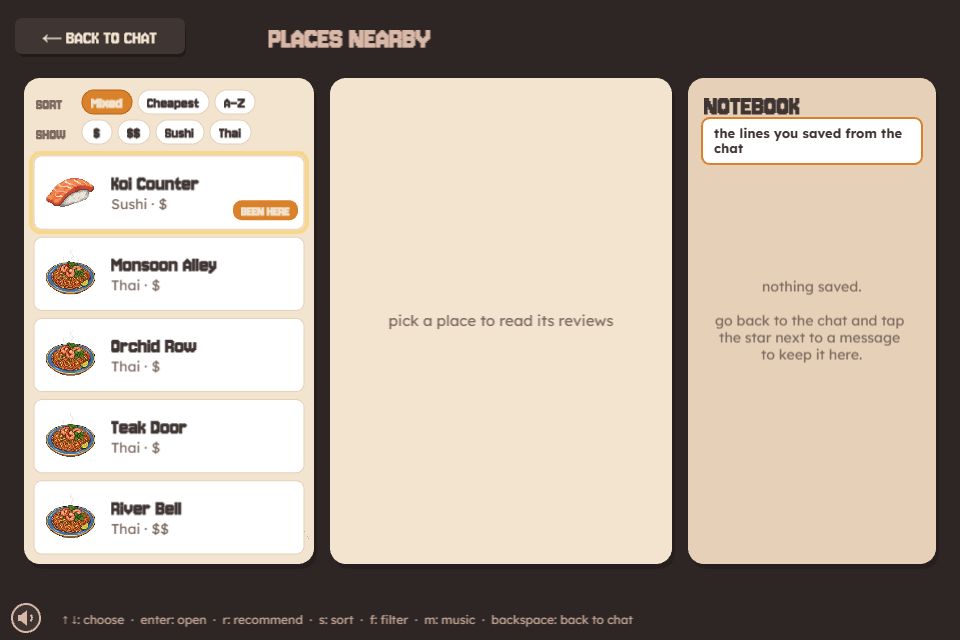 ← BACK TO CHAT
PLACES NEARBY
SORT Mixed Cheapest A-Z
SHOW $ $$ Sushi Thai
Koi Counter
Sushi · $
BEEN HERE
Monsoon Alley
Thai · $
Orchid Row
Thai · $
Teak Door
Thai · $
River Bell
Thai · $$
pick a place to read its reviews
NOTEBOOK
the lines you saved from the
chat
nothing saved.
go back to the chat and tap
the star next to a message
to keep it here.
↑ ↓: choose · enter: open · r: recommend · s: sort · f: filter · m: music · backspace: back to chat